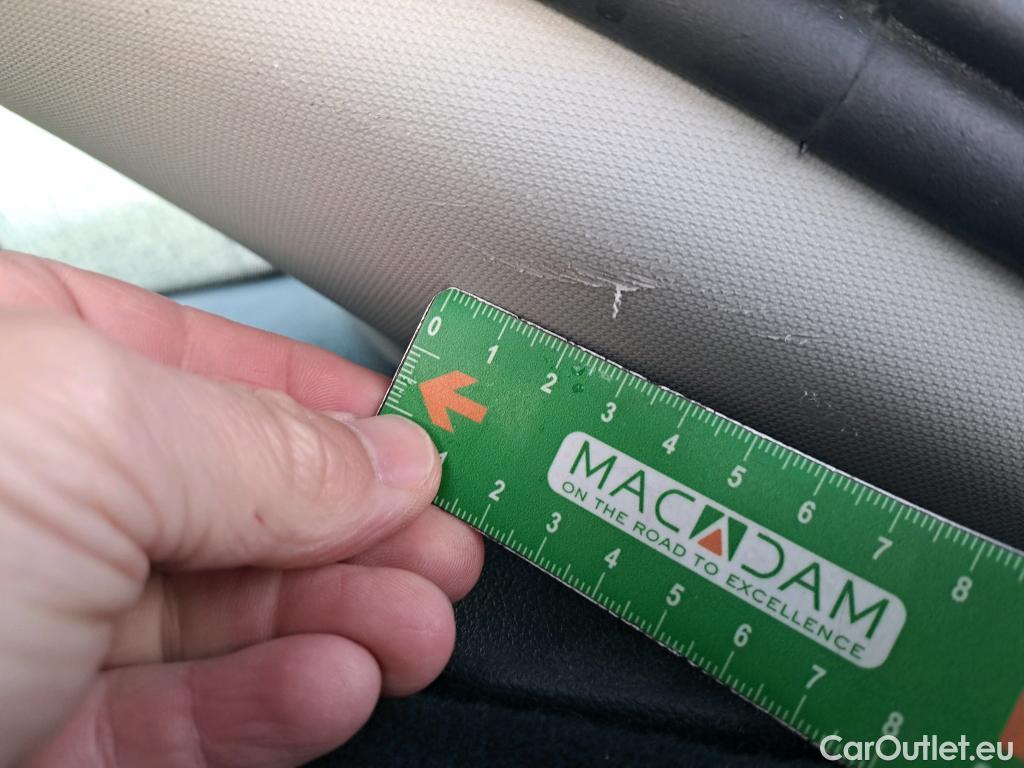 0 1 2 3 4 5 6 7 8
MACADAM
ON THE ROAD TO EXCELLENCE
1 2 3 4 5 6 7 8
CarOutlet.eu